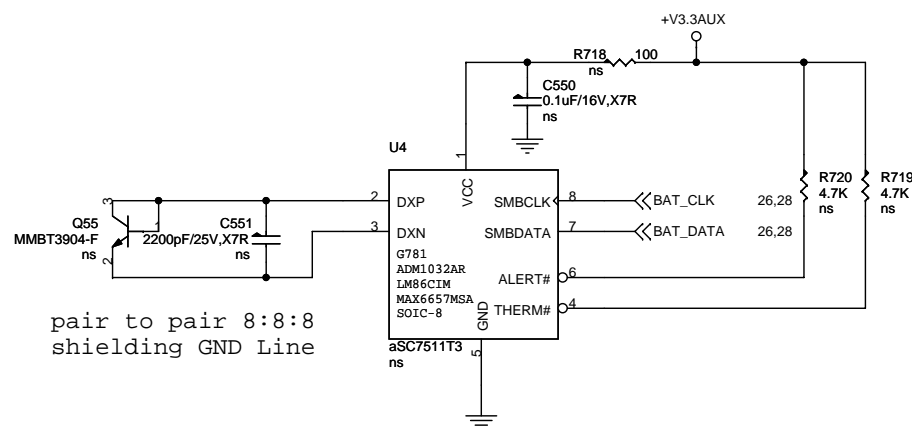 +V3.3AUX
R718 100
ns
C550
0.1uF/16V,X7R
ns
U4
1
VCC
R720
4.7K
ns
R719
4.7K
ns
3
Q55
MMBT3904-F
ns
1
2
C551
2200pF/25V,X7R
ns
2 DXP
3 DXN
SMBCLK 8 BAT_CLK 26,28
SMBDATA 7 BAT_DATA 26,28
G781
ADM1032AR
LM86CIM
MAX6657MSA
SOIC-8
ALERT# 6
THERM# 4
GND
5
aSC7511T3
ns
pair to pair 8:8:8
shielding GND Line